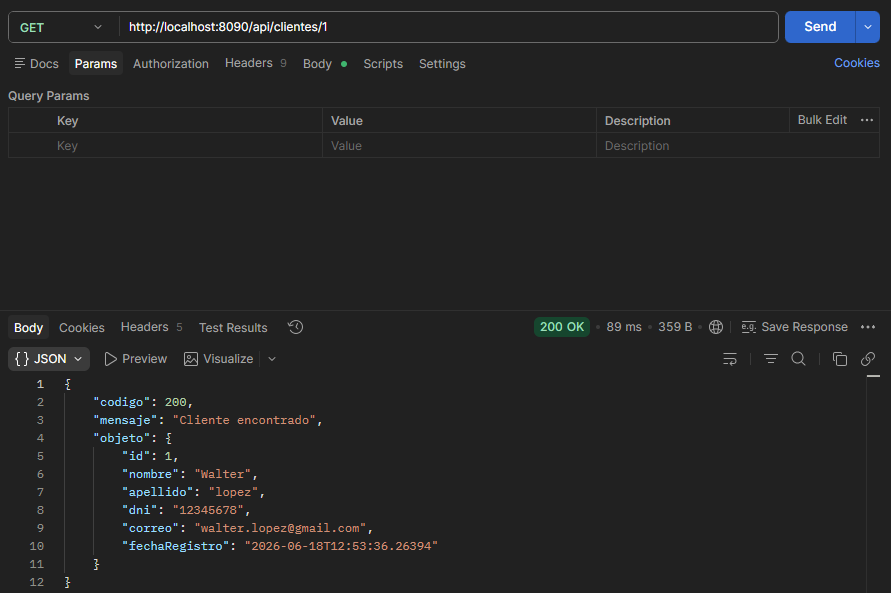 GET http://localhost:8090/api/clientes/1 Send
Docs Params Authorization Headers 9 Body Scripts Settings Cookies
Query Params
Key Value Description Bulk Edit
Key Value Description
Body Cookies Headers 5 Test Results 200 OK • 89 ms • 359 B e.g. Save Response
{} JSON Preview Visualize
1 {
2 "codigo": 200,
3 "mensaje": "Cliente encontrado",
4 "objeto": {
5 "id": 1,
6 "nombre": "Walter",
7 "apellido": "lopez",
8 "dni": "12345678",
9 "correo": "walter.lopez@gmail.com",
10 "fechaRegistro": "2026-06-18T12:53:36.26394"
11 }
12 }